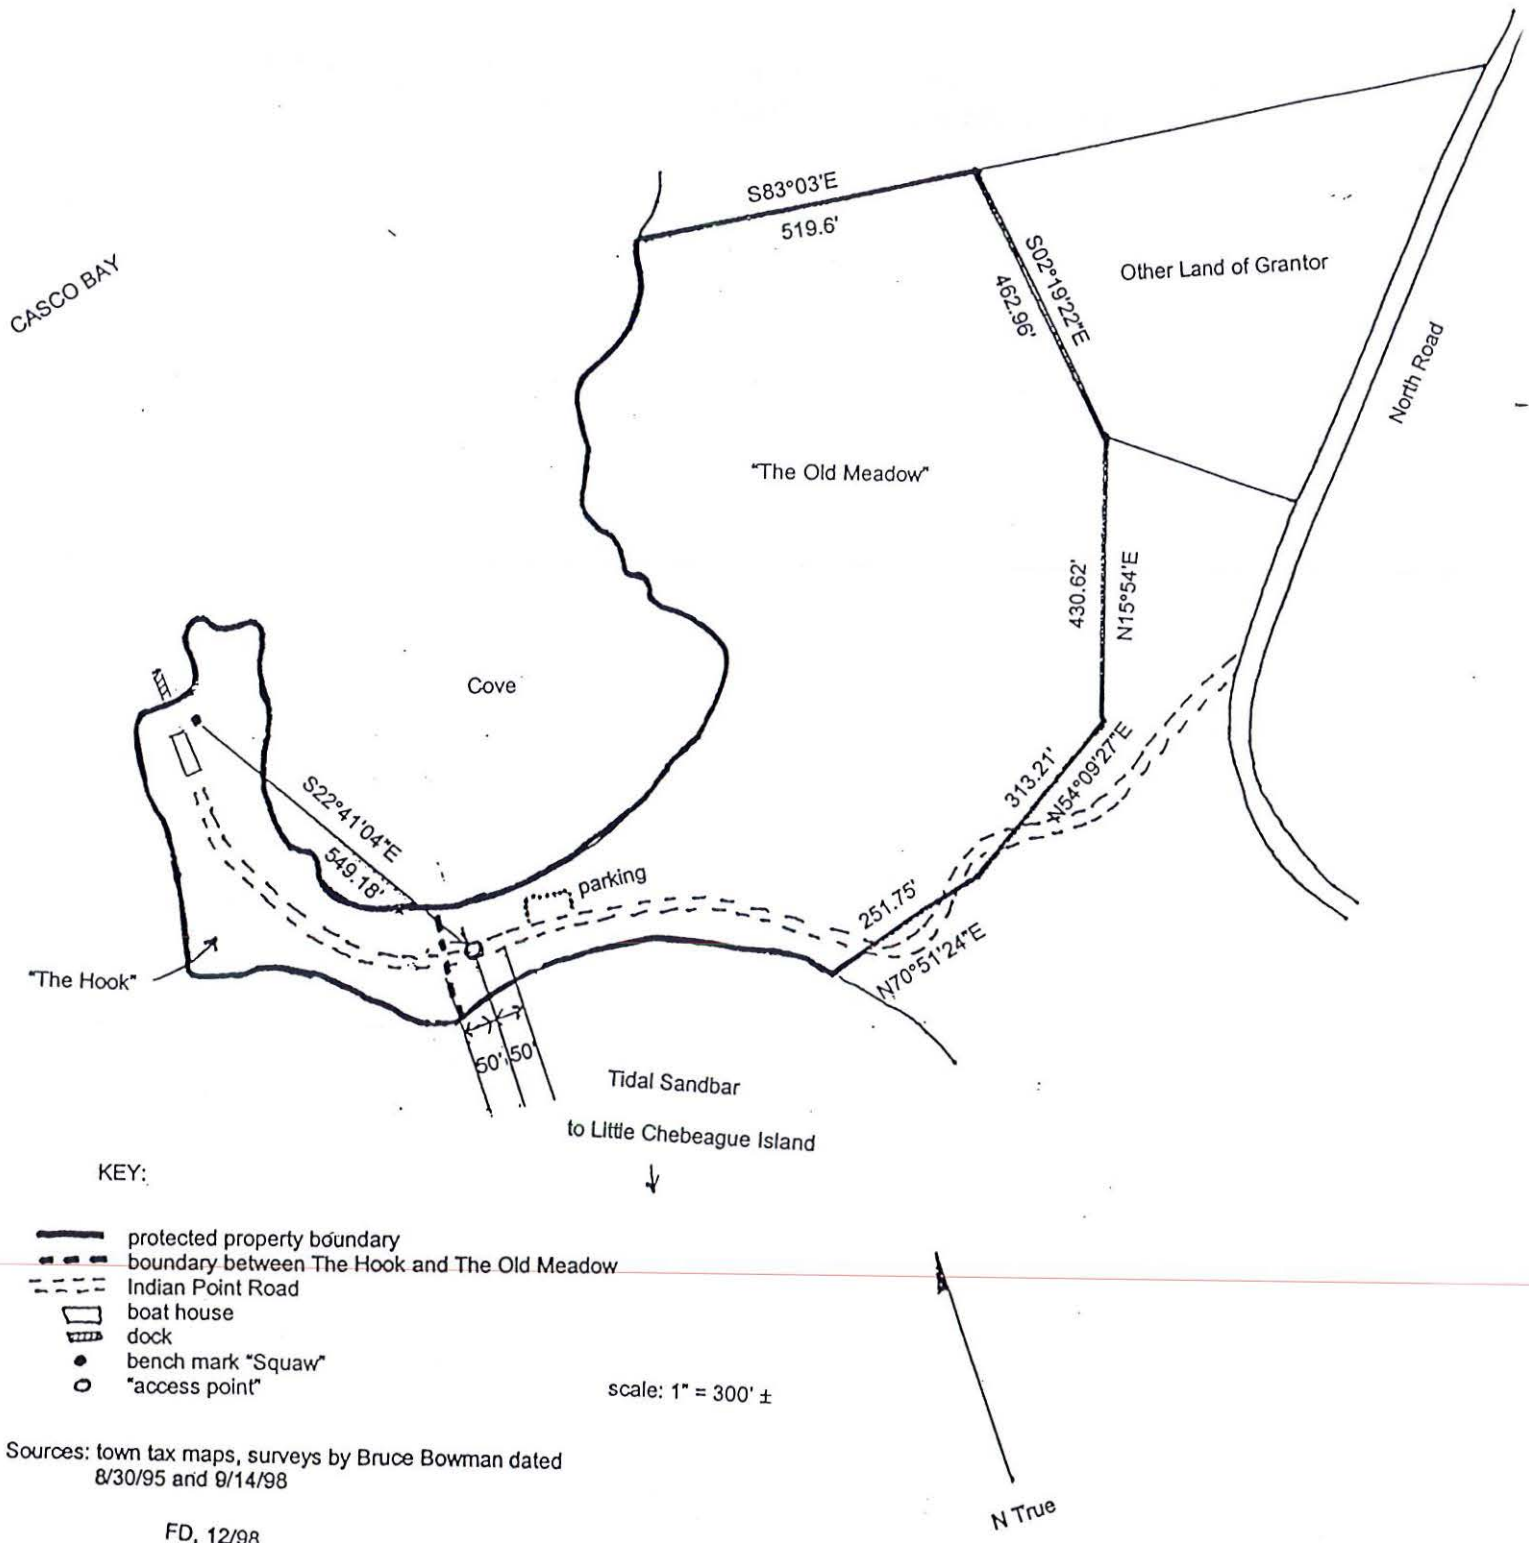 CASCO BAY
S83°03'E
519.6'
S02°19'22"E
462.96'
Other Land of Grantor
North Road
"The Old Meadow"
430.62'
N15°54'E
Cove
313.21'
N54°09'27"E
S22°41'04"E
549.18'
parking
251.75'
N70°51'24"E
"The Hook"
50' 50'
Tidal Sandbar
to Little Chebeague Island
KEY:
protected property boundary
boundary between The Hook and The Old Meadow
Indian Point Road
boat house
dock
bench mark "Squaw"
"access point"
scale: 1" = 300' ±
Sources: town tax maps, surveys by Bruce Bowman dated
8/30/95 and 9/14/98
FD, 12/98
N True